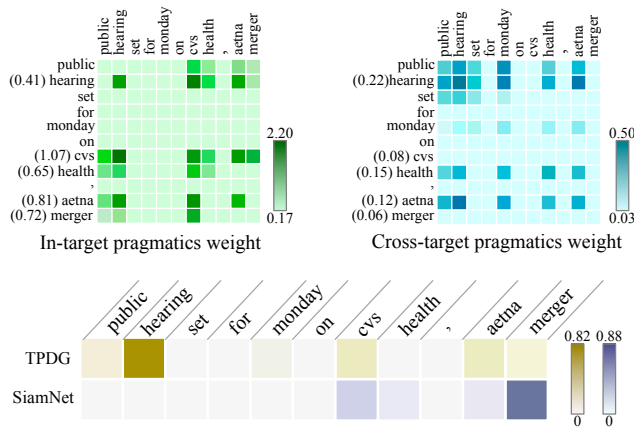 public hearing set for monday on cvs health , aetna merger
public hearing set for monday on cvs health , aetna merger
public
(0.41) hearing
set
for
monday
on
(1.07) cvs
(0.65) health
,
(0.81) aetna
(0.72) merger
2.20
0.17
In-target pragmatics weight
public
(0.22)hearing
set
for
monday
on
(0.08) cvs
(0.15) health
,
(0.12) aetna
(0.06) merger
0.50
0.03
Cross-target pragmatics weight
public hearing set for monday on cvs health , aetna merger
TPDG
SiamNet
0.82 0.88
0 0